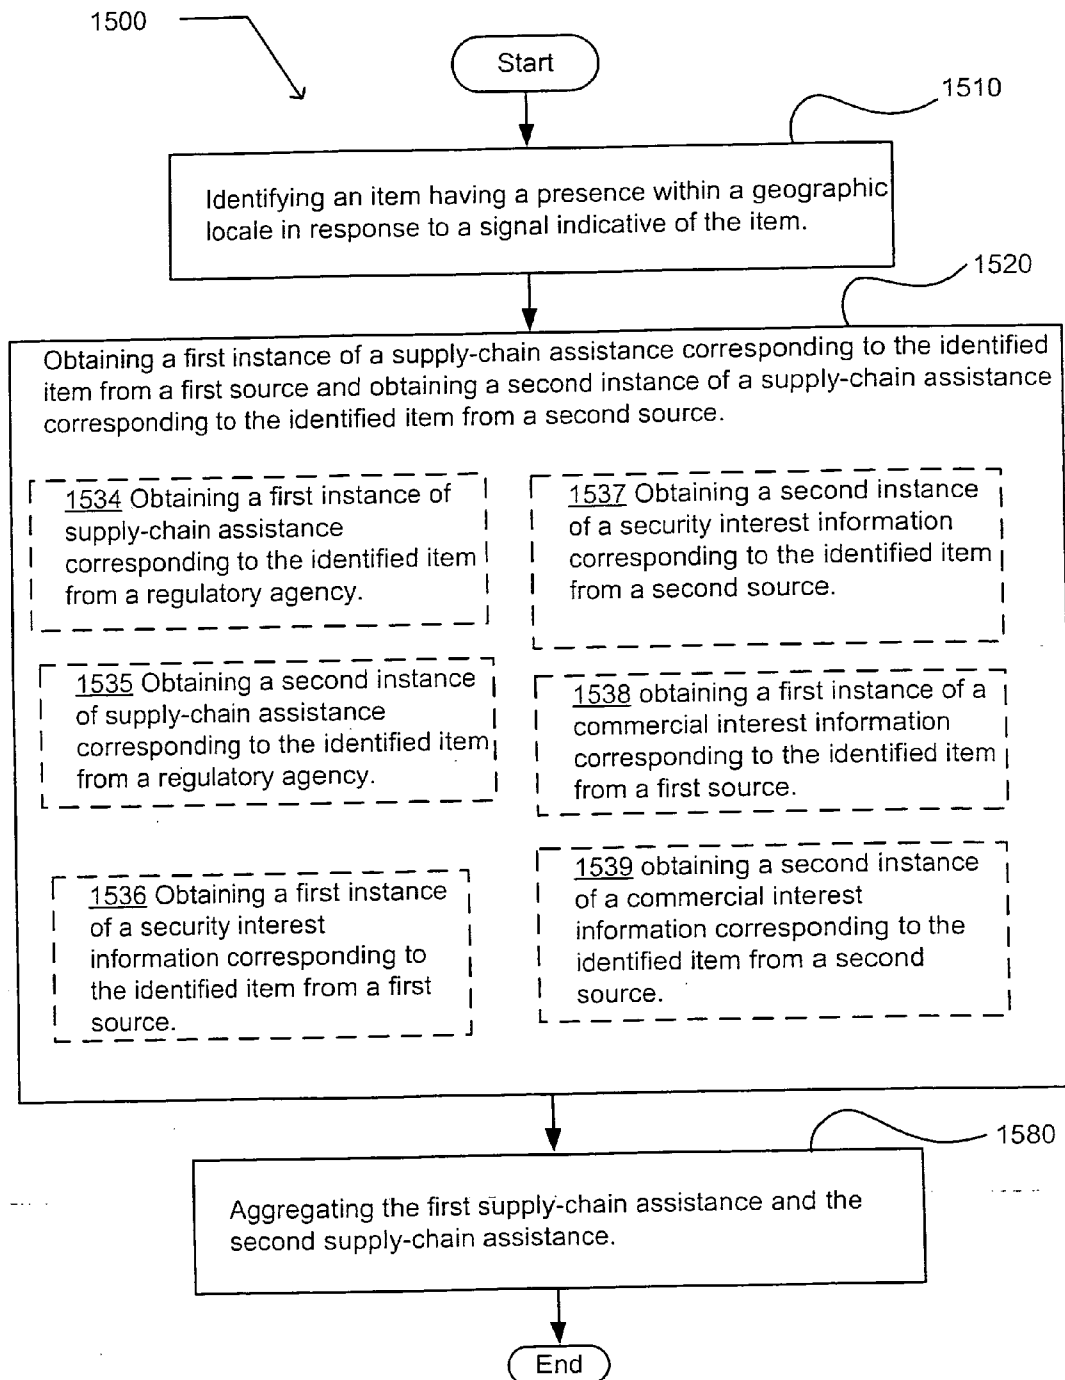 1500
Start
1510
Identifying an item having a presence within a geographic
locale in response to a signal indicative of the item.
1520
Obtaining a first instance of a supply-chain assistance corresponding to the identified
item from a first source and obtaining a second instance of a supply-chain assistance
corresponding to the identified item from a second source.
1534 Obtaining a first instance of
supply-chain assistance
corresponding to the identified item
from a regulatory agency.
1537 Obtaining a second instance
of a security interest information
corresponding to the identified item
from a second source.
1535 Obtaining a second instance
of supply-chain assistance
corresponding to the identified item
from a regulatory agency.
1538 obtaining a first instance of a
commercial interest information
corresponding to the identified item
from a first source.
1536 Obtaining a first instance
of a security interest
information corresponding to
the identified item from a first
source.
1539 obtaining a second instance
of a commercial interest
information corresponding to the
identified item from a second
source.
1580
Aggregating the first supply-chain assistance and the
second supply-chain assistance.
End